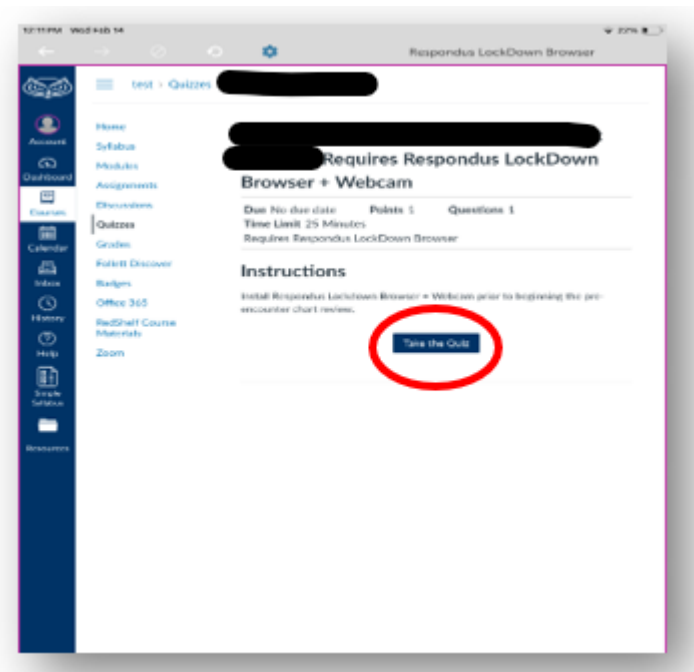 12:11 PM Wed Feb 14
22%
Respondus LockDown Browser
test > Quizzes
Account
Dashboard
Courses
Calendar
Inbox
History
Help
Simple
Syllabus
Resources
Home
Syllabus
Modules
Assignments
Discussions
Quizzes
Grades
Follett Discover
Badges
Office 365
RedShelf Course
Materials
Zoom
Requires Respondus LockDown
Browser + Webcam
Due No due date Points 1 Questions 1
Time Limit 25 Minutes
Requires Respondus LockDown Browser
Instructions
Install Respondus Lockdown Browser + Webcam prior to beginning the pre-
encounter chart review.
Take the Quiz